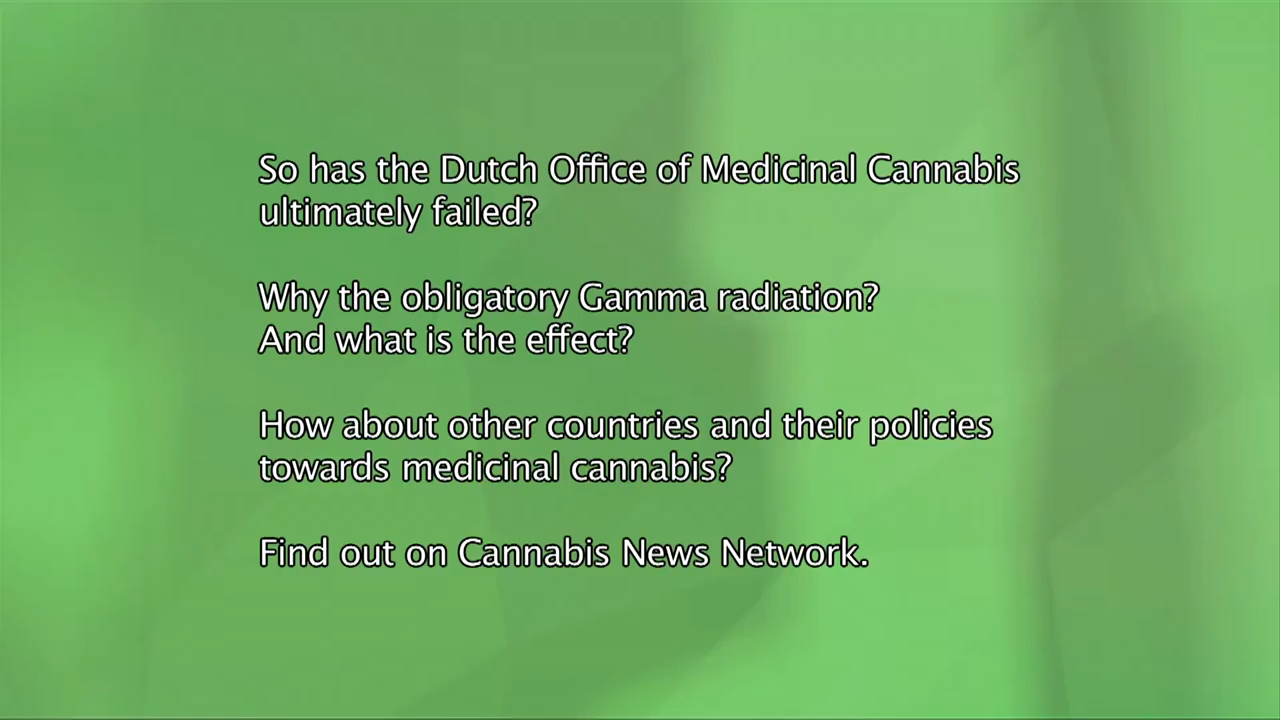 So has the Dutch Office of Medicinal Cannabis
ultimately failed?
Why the obligatory Gamma radiation?
And what is the effect?
How about other countries and their policies
towards medicinal cannabis?
Find out on Cannabis News Network.